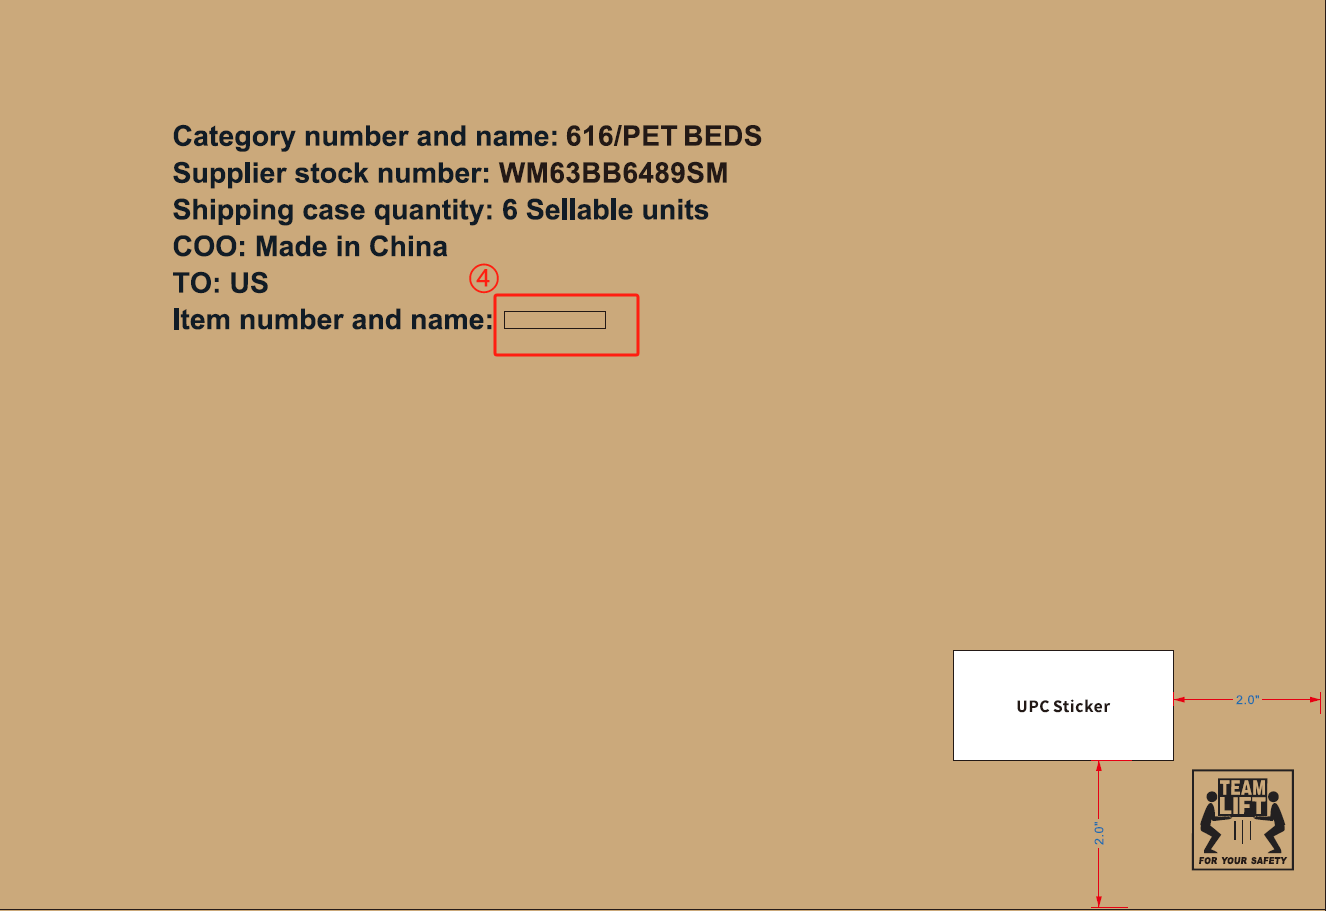 Category number and name: 616/PET BEDS
Supplier stock number: WM63BB6489SM
Shipping case quantity: 6 Sellable units
COO: Made in China
TO: US
④
Item number and name:
UPC Sticker
2.0"
2.0"
TEAM
LIFT
FOR YOUR SAFETY